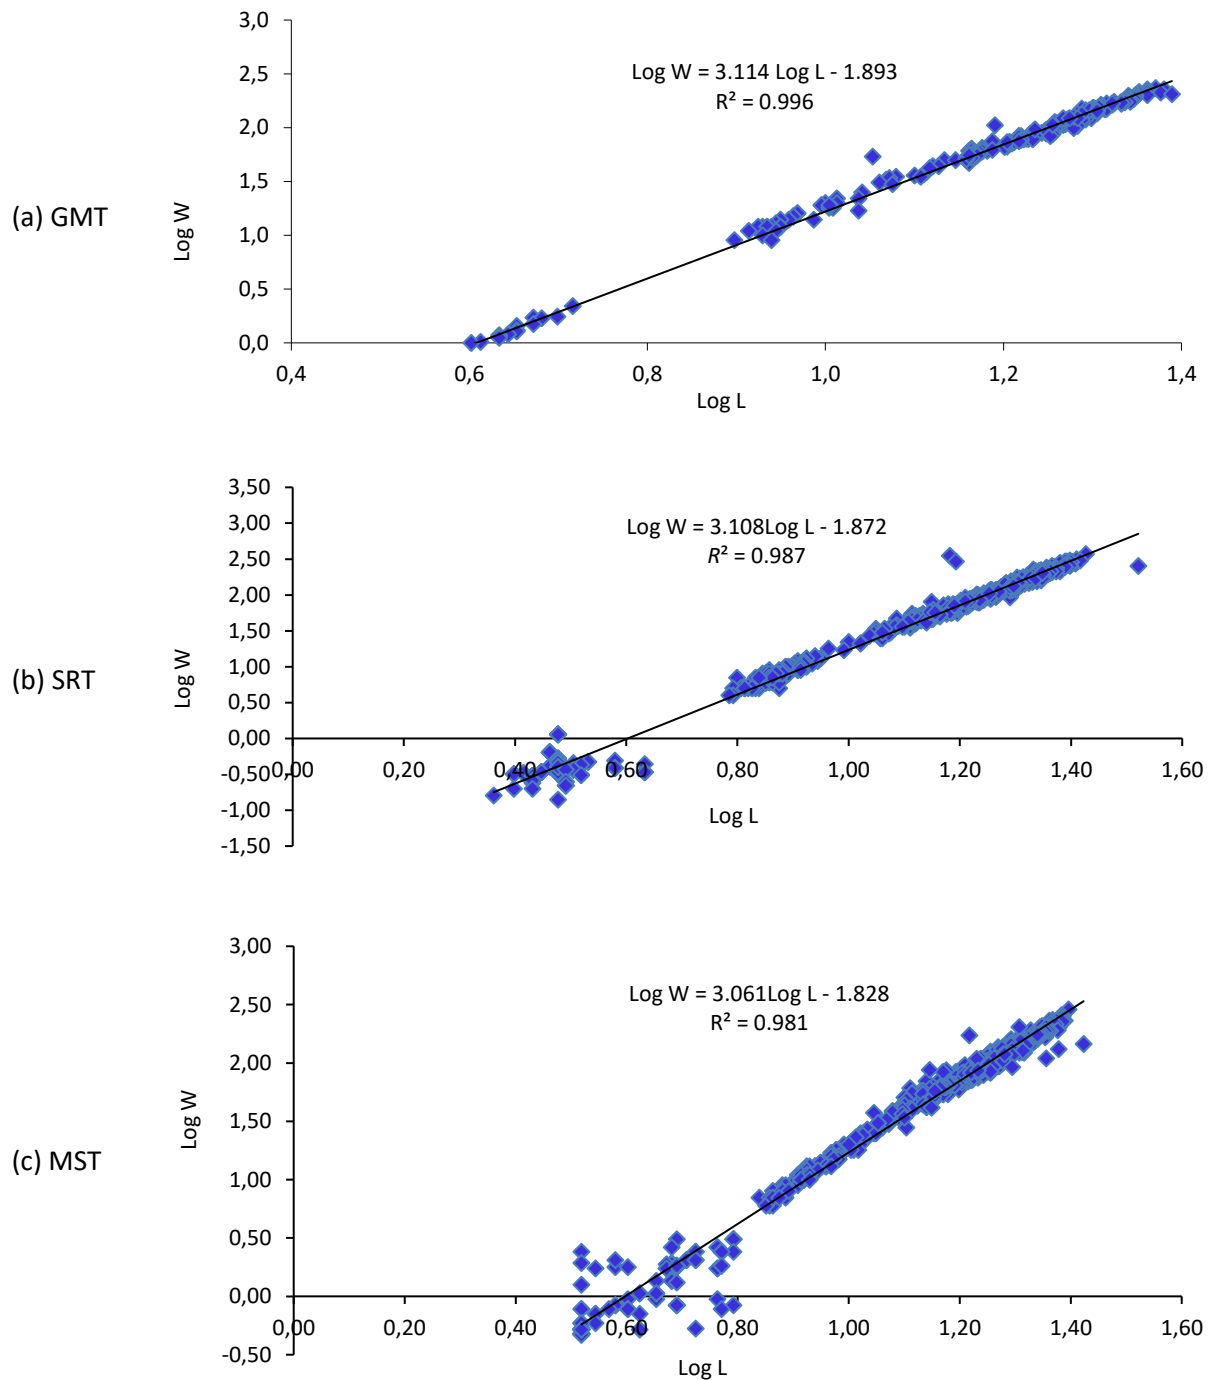 3,0
2,5
2,0
1,5
1,0
0,5
0,0
Log W
(a) GMT
Log W = 3.114 Log L - 1.893
R² = 0.996
0,4 0,6 0,8 1,0 1,2 1,4
Log L
3,50
3,00
2,50
2,00
1,50
1,00
0,50
0,00
-0,50
-1,00
-1,50
Log W
(b) SRT
Log W = 3.108Log L - 1.872
R² = 0.987
0,00 0,20 0,40 0,60 0,80 1,00 1,20 1,40 1,60
Log L
3,00
2,50
2,00
1,50
1,00
0,50
0,00
-0,50
Log W
(c) MST
Log W = 3.061Log L - 1.828
R² = 0.981
0,00 0,20 0,40 0,60 0,80 1,00 1,20 1,40 1,60
Log L